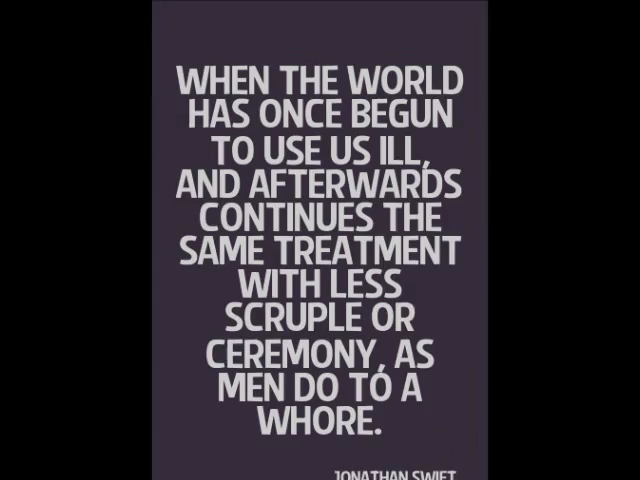 WHEN THE WORLD
HAS ONCE BEGUN
TO USE US ILL,
AND AFTERWARDS
CONTINUES THE
SAME TREATMENT
WITH LESS
SCRUPLE OR
CEREMONY, AS
MEN DO TO A
WHORE.
JONATHAN SWIFT